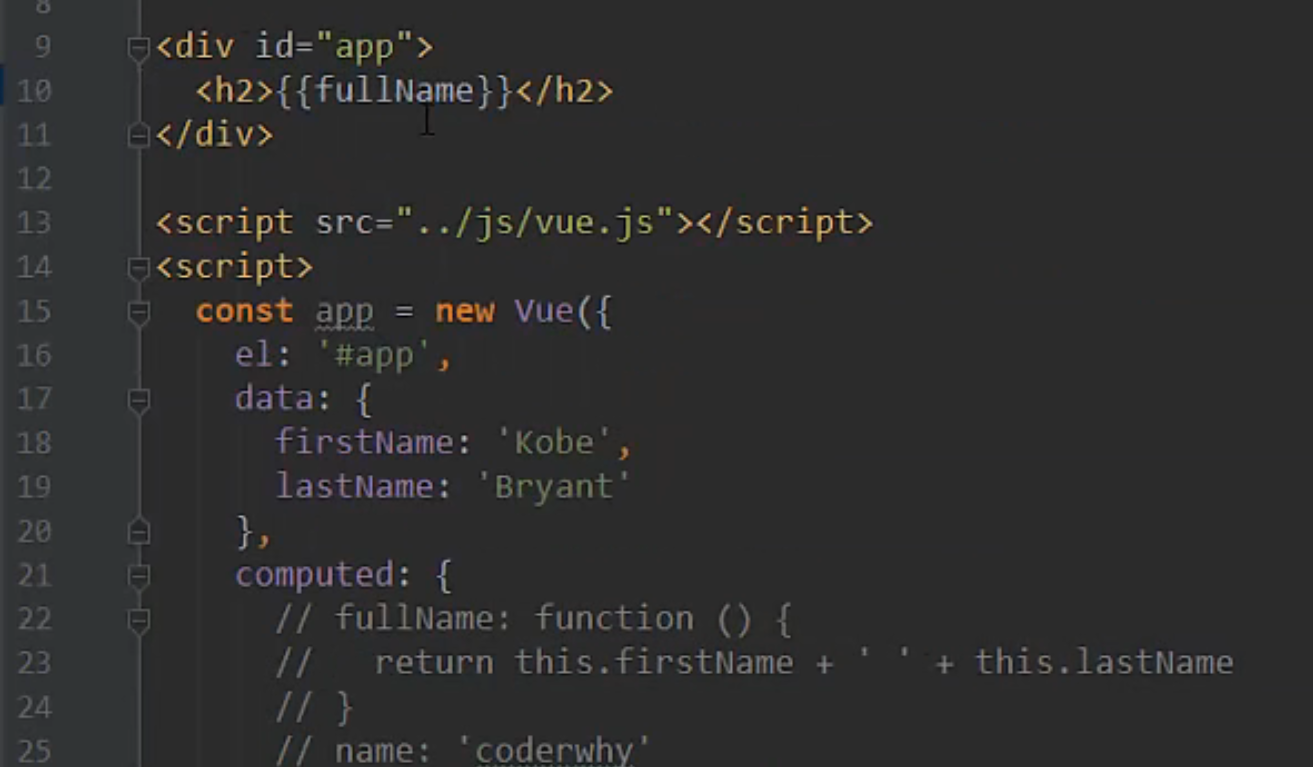 8
9 <div id="app">
10 <h2>{{fullName}}</h2>
11 </div>
12
13 <script src="../js/vue.js"></script>
14 <script>
15 const app = new Vue({
16 el: '#app',
17 data: {
18 firstName: 'Kobe',
19 lastName: 'Bryant'
20 },
21 computed: {
22 // fullName: function () {
23 //   return this.firstName + ' ' + this.lastName
24 // }
25 // name: 'coderwhy'